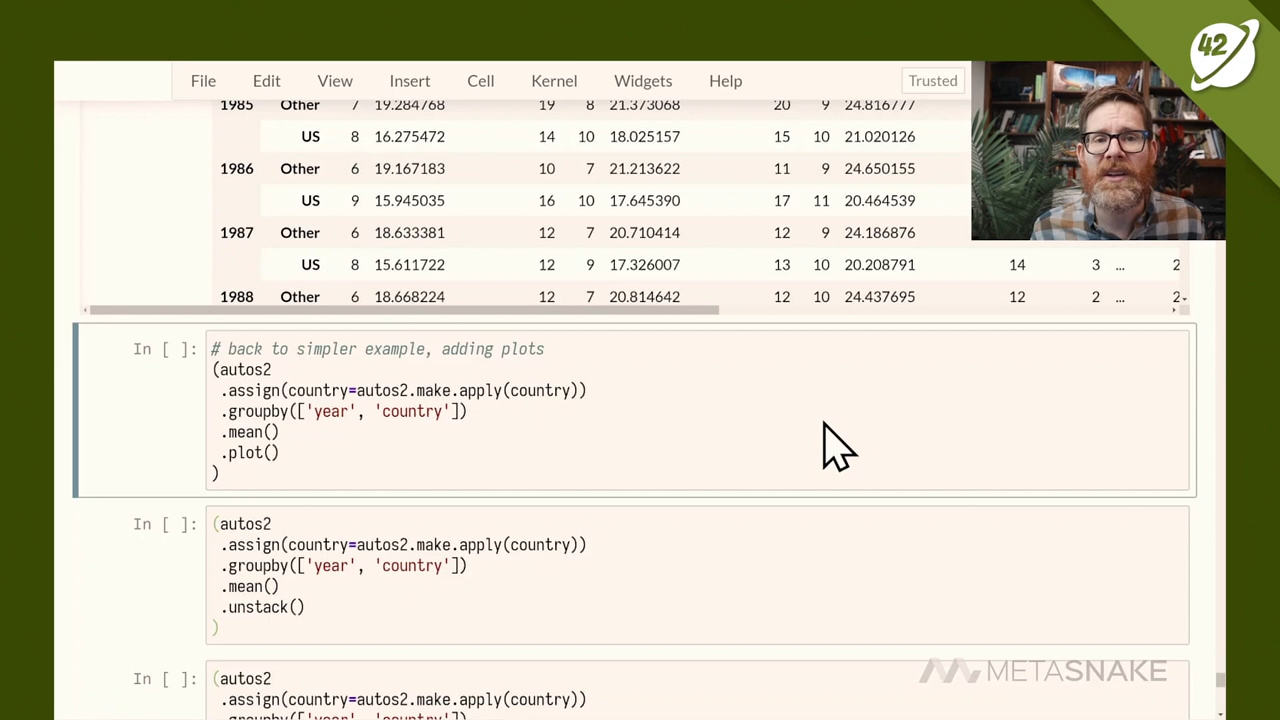 42
File Edit View Insert Cell Kernel Widgets Help Trusted
1985 Other 7 19.284768 19 8 21.373068 20 9 24.816777
US 8 16.275472 14 10 18.025157 15 10 21.020126
1986 Other 6 19.167183 10 7 21.213622 11 9 24.650155
US 9 15.945035 16 10 17.645390 17 11 20.464539
1987 Other 6 18.633381 12 7 20.710414 12 9 24.186876
US 8 15.611722 12 9 17.326007 13 10 20.208791 14 3 ... 2
1988 Other 6 18.668224 12 7 20.814642 12 10 24.437695 12 2 ... 2
In [ ]: # back to simpler example, adding plots
(autos2
.assign(country=autos2.make.apply(country))
.groupby(['year', 'country'])
.mean()
.plot()
)
In [ ]: (autos2
.assign(country=autos2.make.apply(country))
.groupby(['year', 'country'])
.mean()
.unstack()
)
In [ ]: (autos2
.assign(country=autos2.make.apply(country))
.groupby(['year', 'country'])
METASNAKE